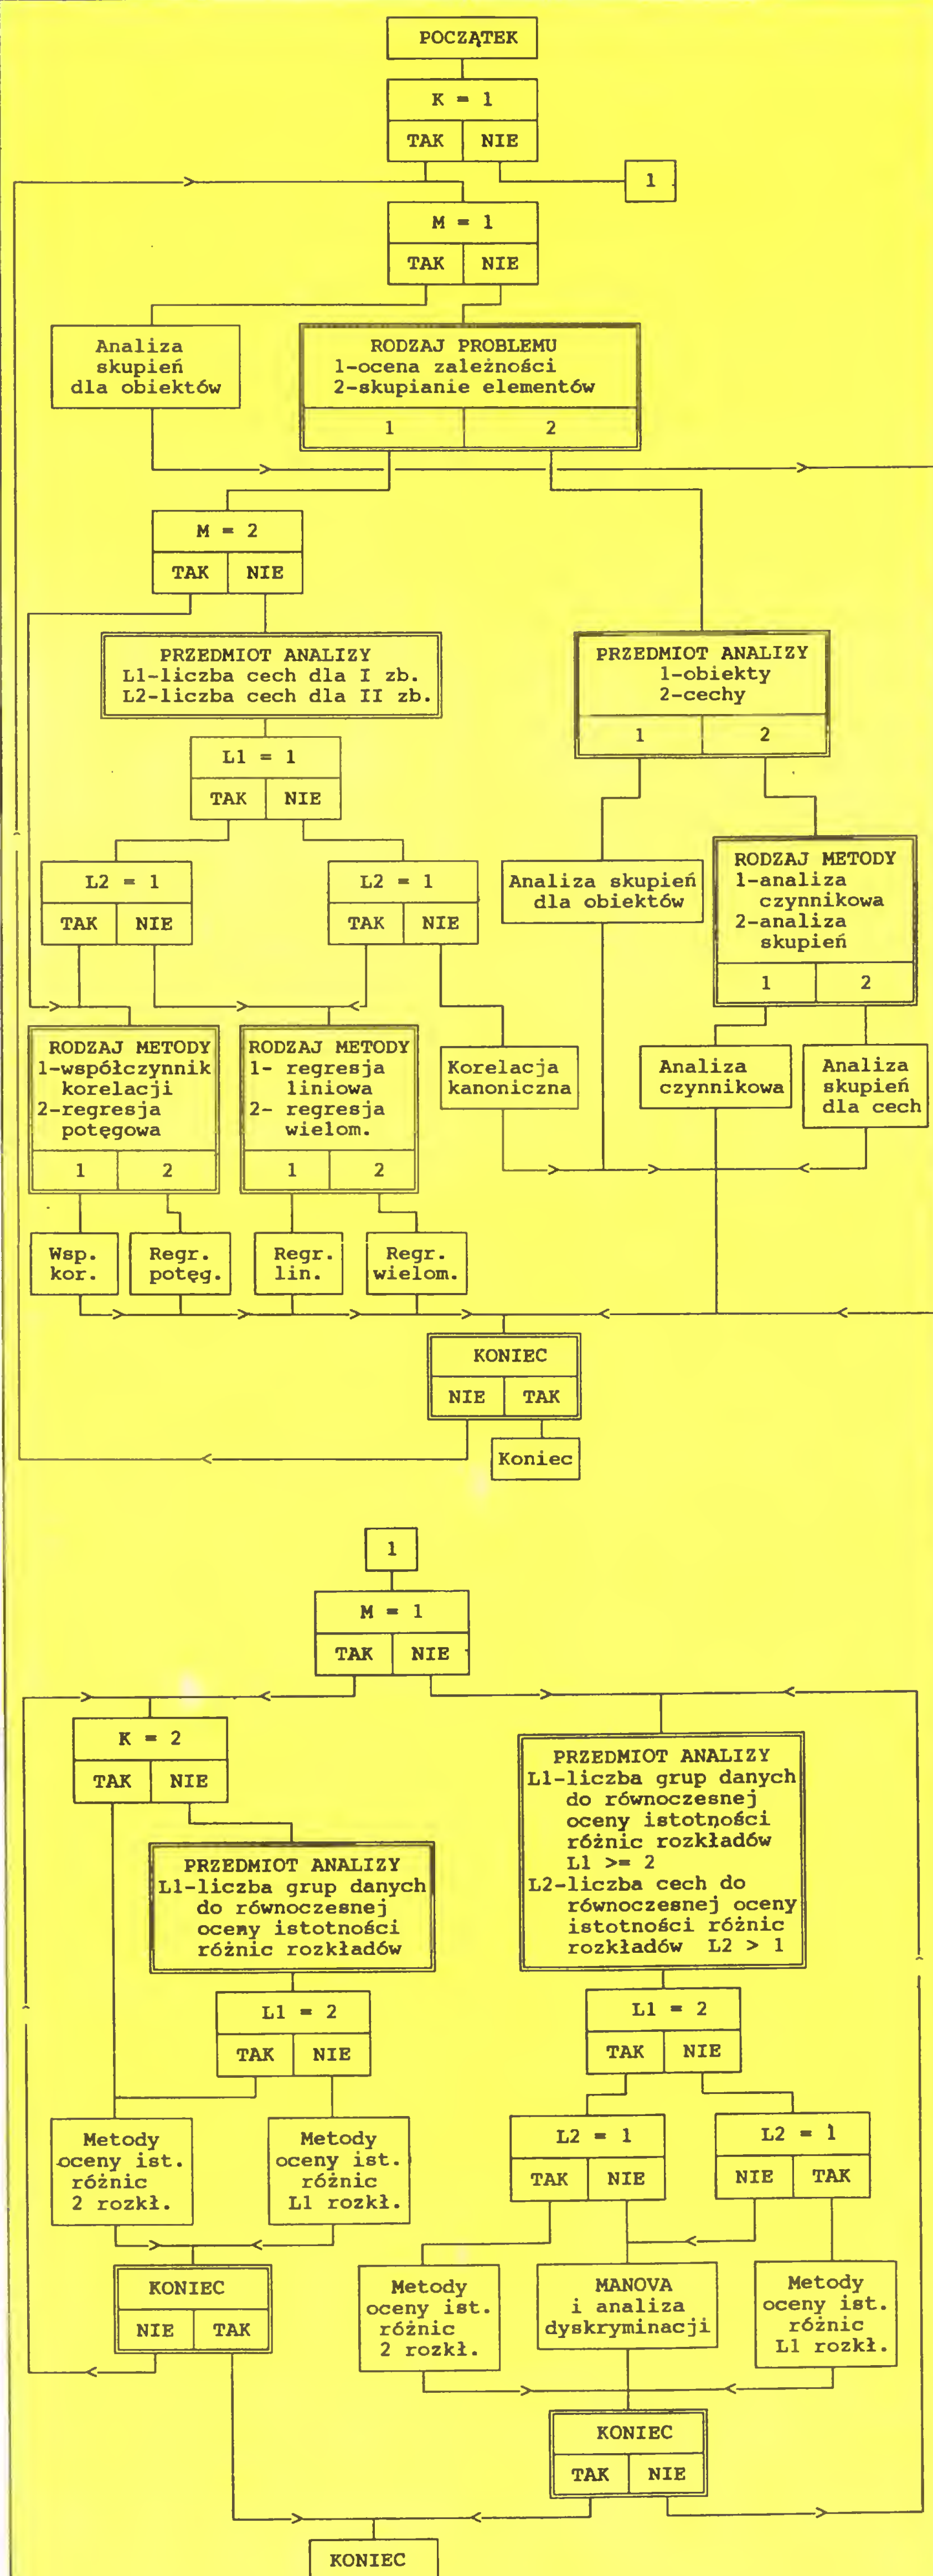 POCZĄTEK
K = 1
TAK NIE
1
M = 1
TAK NIE
Analiza
skupień
dla obiektów
RODZAJ PROBLEMU
1-ocena zależności
2-skupianie elementów
1 2
M = 2
TAK NIE
PRZEDMIOT ANALIZY
L1-liczba cech dla I zb.
L2-liczba cech dla II zb.
PRZEDMIOT ANALIZY
1-obiekty
2-cechy
1 2
L1 = 1
TAK NIE
L2 = 1
TAK NIE
L2 = 1
TAK NIE
Analiza skupień
dla obiektów
RODZAJ METODY
1-analiza
czynnikowa
2-analiza
skupień
1 2
RODZAJ METODY
1-współczynnik
korelacji
2-regresja
potęgowa
1 2
RODZAJ METODY
1- regresja
liniowa
2- regresja
wielom.
1 2
Korelacja
kanoniczna
Analiza
czynnikowa
Analiza
skupień
dla cech
Wsp.
kor.
Regr.
potęg.
Regr.
lin.
Regr.
wielom.
KONIEC
NIE TAK
Koniec
1
M = 1
TAK NIE
K = 2
TAK NIE
PRZEDMIOT ANALIZY
L1-liczba grup danych
do równoczesnej
oceny istotności
różnic rozkładów
L1 = 2
TAK NIE
Metody
oceny ist.
różnic
2 rozkł.
Metody
oceny ist.
różnic
L1 rozkł.
KONIEC
NIE TAK
PRZEDMIOT ANALIZY
L1-liczba grup danych
do równoczesnej
oceny istotności
różnic rozkładów
L1 >= 2
L2-liczba cech do
równoczesnej oceny
istotności różnic
rozkładów L2 > 1
L1 = 2
TAK NIE
L2 = 1
TAK NIE
L2 = 1
NIE TAK
Metody
oceny ist.
różnic
2 rozkł.
MANOVA
i analiza
dyskryminacji
Metody
oceny ist.
różnic
L1 rozkł.
KONIEC
TAK NIE
KONIEC